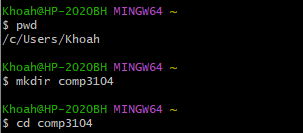 Khoah@HP-2020BH MINGW64 ~
$ pwd
/c/Users/Khoah
Khoah@HP-2020BH MINGW64 ~
$ mkdir comp3104
Khoah@HP-2020BH MINGW64 ~
$ cd comp3104